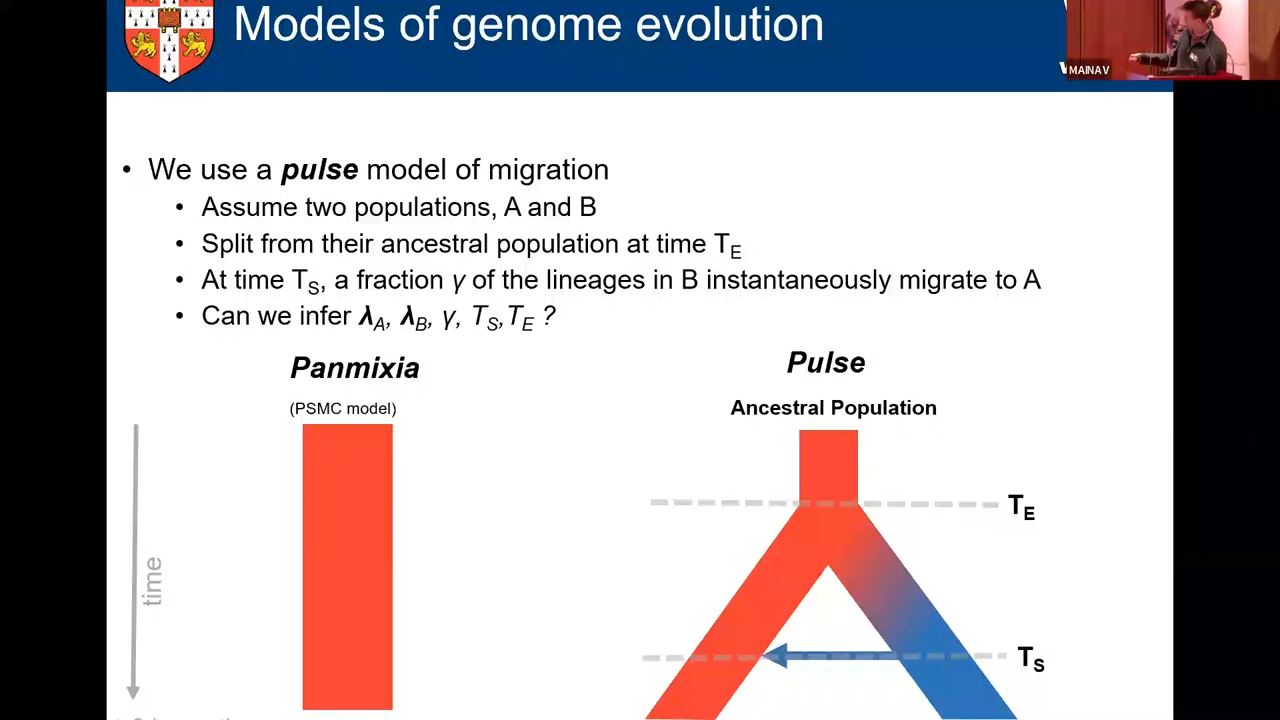 Models of genome evolution
MAINAV
• We use a pulse model of migration
• Assume two populations, A and B
• Split from their ancestral population at time TE
• At time TS, a fraction γ of the lineages in B instantaneously migrate to A
• Can we infer λA, λB, γ, TS,TE ?
Panmixia
(PSMC model)
Pulse
Ancestral Population
time
TE
TS